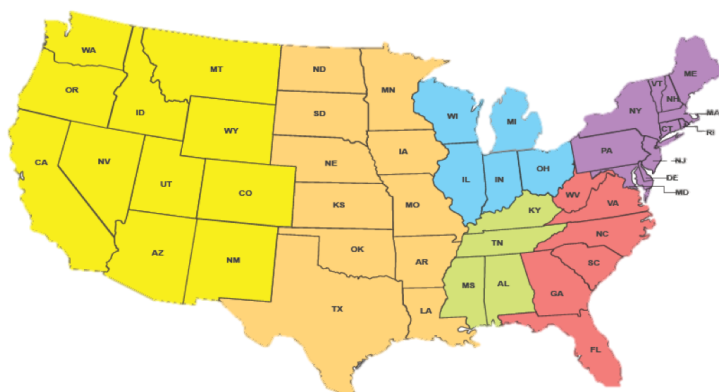 WA
MT
ND
MN
ME
VT
NH
OR
ID
SD
WI
MI
NY
MA
WY
CT
RI
IA
PA
CA
NV
NE
NJ
UT
CO
IL
IN
OH
DE
MD
KS
MO
WV
VA
KY
NC
TN
AZ
NM
OK
AR
SC
MS
AL
GA
TX
LA
FL